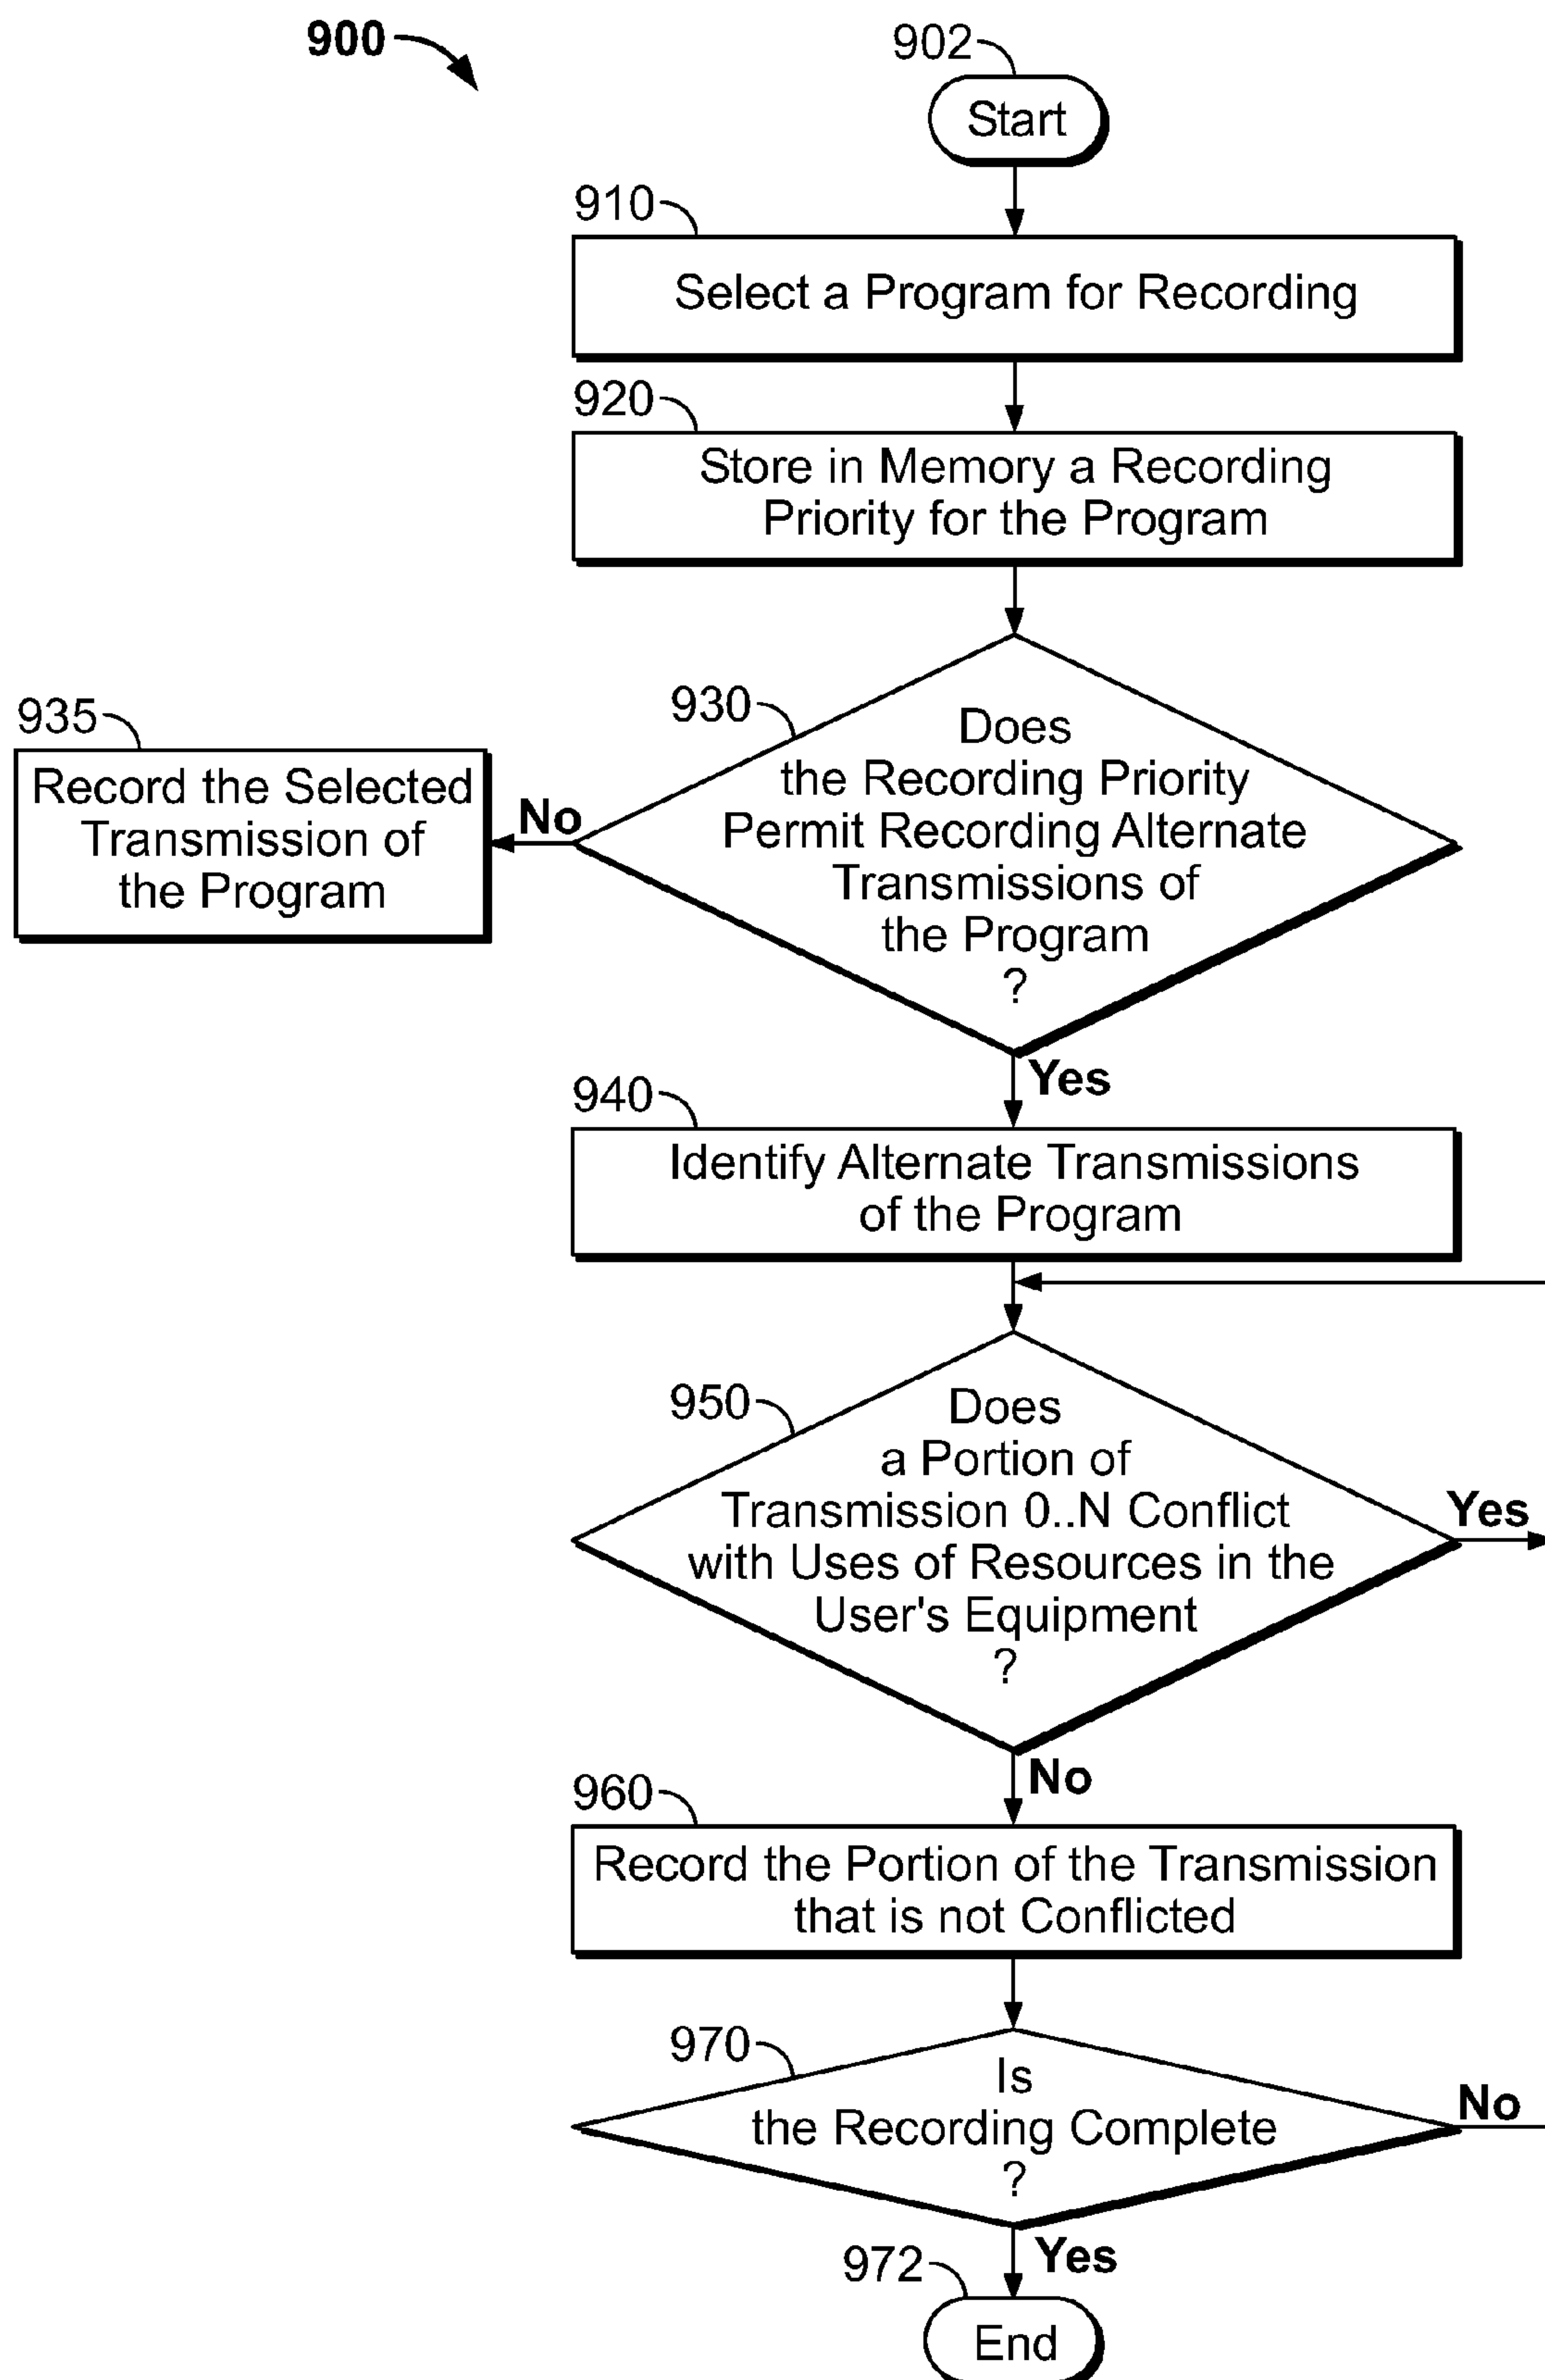 900
902
Start
910
Select a Program for Recording
920
Store in Memory a Recording
Priority for the Program
930
Does
the Recording Priority
Permit Recording Alternate
Transmissions of
the Program
?
935
Record the Selected
Transmission of
the Program
No
Yes
940
Identify Alternate Transmissions
of the Program
950
Does
a Portion of
Transmission 0..N Conflict
with Uses of Resources in the
User's Equipment
?
Yes
No
960
Record the Portion of the Transmission
that is not Conflicted
970
Is
the Recording Complete
?
No
Yes
972
End